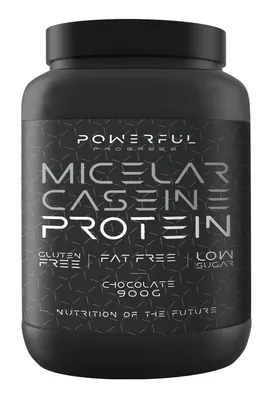 POWERFUL
PROGRESS
MICELAR
CASEINE
PROTEIN
GLUTEN FREE | FAT FREE | LOW SUGAR
CHOCOLATE
900G
NUTRITION OF THE FUTURE